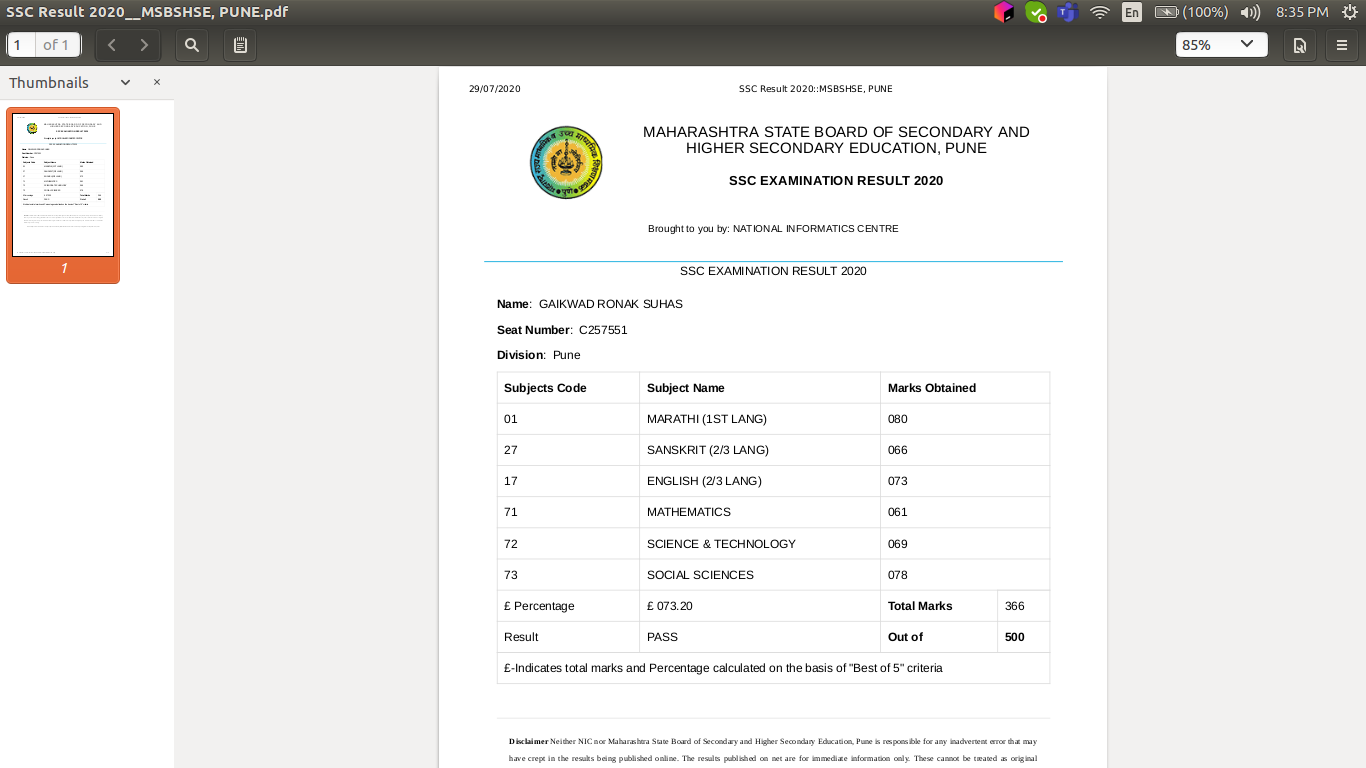 SSC Result 2020__MSBSHSE, PUNE.pdf
En (100%) 8:35 PM
1 of 1
85%
Thumbnails ×
1
29/07/2020 SSC Result 2020::MSBSHSE, PUNE
MAHARASHTRA STATE BOARD OF SECONDARY AND
HIGHER SECONDARY EDUCATION, PUNE
SSC EXAMINATION RESULT 2020
Brought to you by: NATIONAL INFORMATICS CENTRE
SSC EXAMINATION RESULT 2020
Name: GAIKWAD RONAK SUHAS
Seat Number: C257551
Division: Pune
Subjects Code Subject Name Marks Obtained
01 MARATHI (1ST LANG) 080
27 SANSKRIT (2/3 LANG) 066
17 ENGLISH (2/3 LANG) 073
71 MATHEMATICS 061
72 SCIENCE & TECHNOLOGY 069
73 SOCIAL SCIENCES 078
£ Percentage £ 073.20 Total Marks 366
Result PASS Out of 500
£-Indicates total marks and Percentage calculated on the basis of "Best of 5" criteria
Disclaimer Neither NIC nor Maharashtra State Board of Secondary and Higher Secondary Education, Pune is responsible for any inadvertent error that may
have crept in the results being published online. The results published on net are for immediate information only. These cannot be treated as original